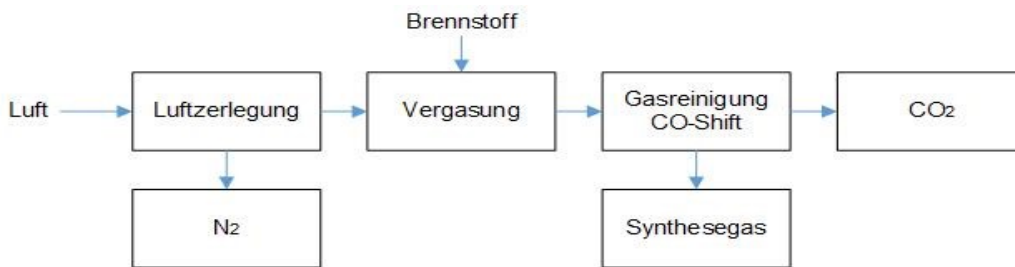 Brennstoff
Luft
Luftzerlegung
Vergasung
Gasreinigung
CO-Shift
CO2
N2
Synthesegas